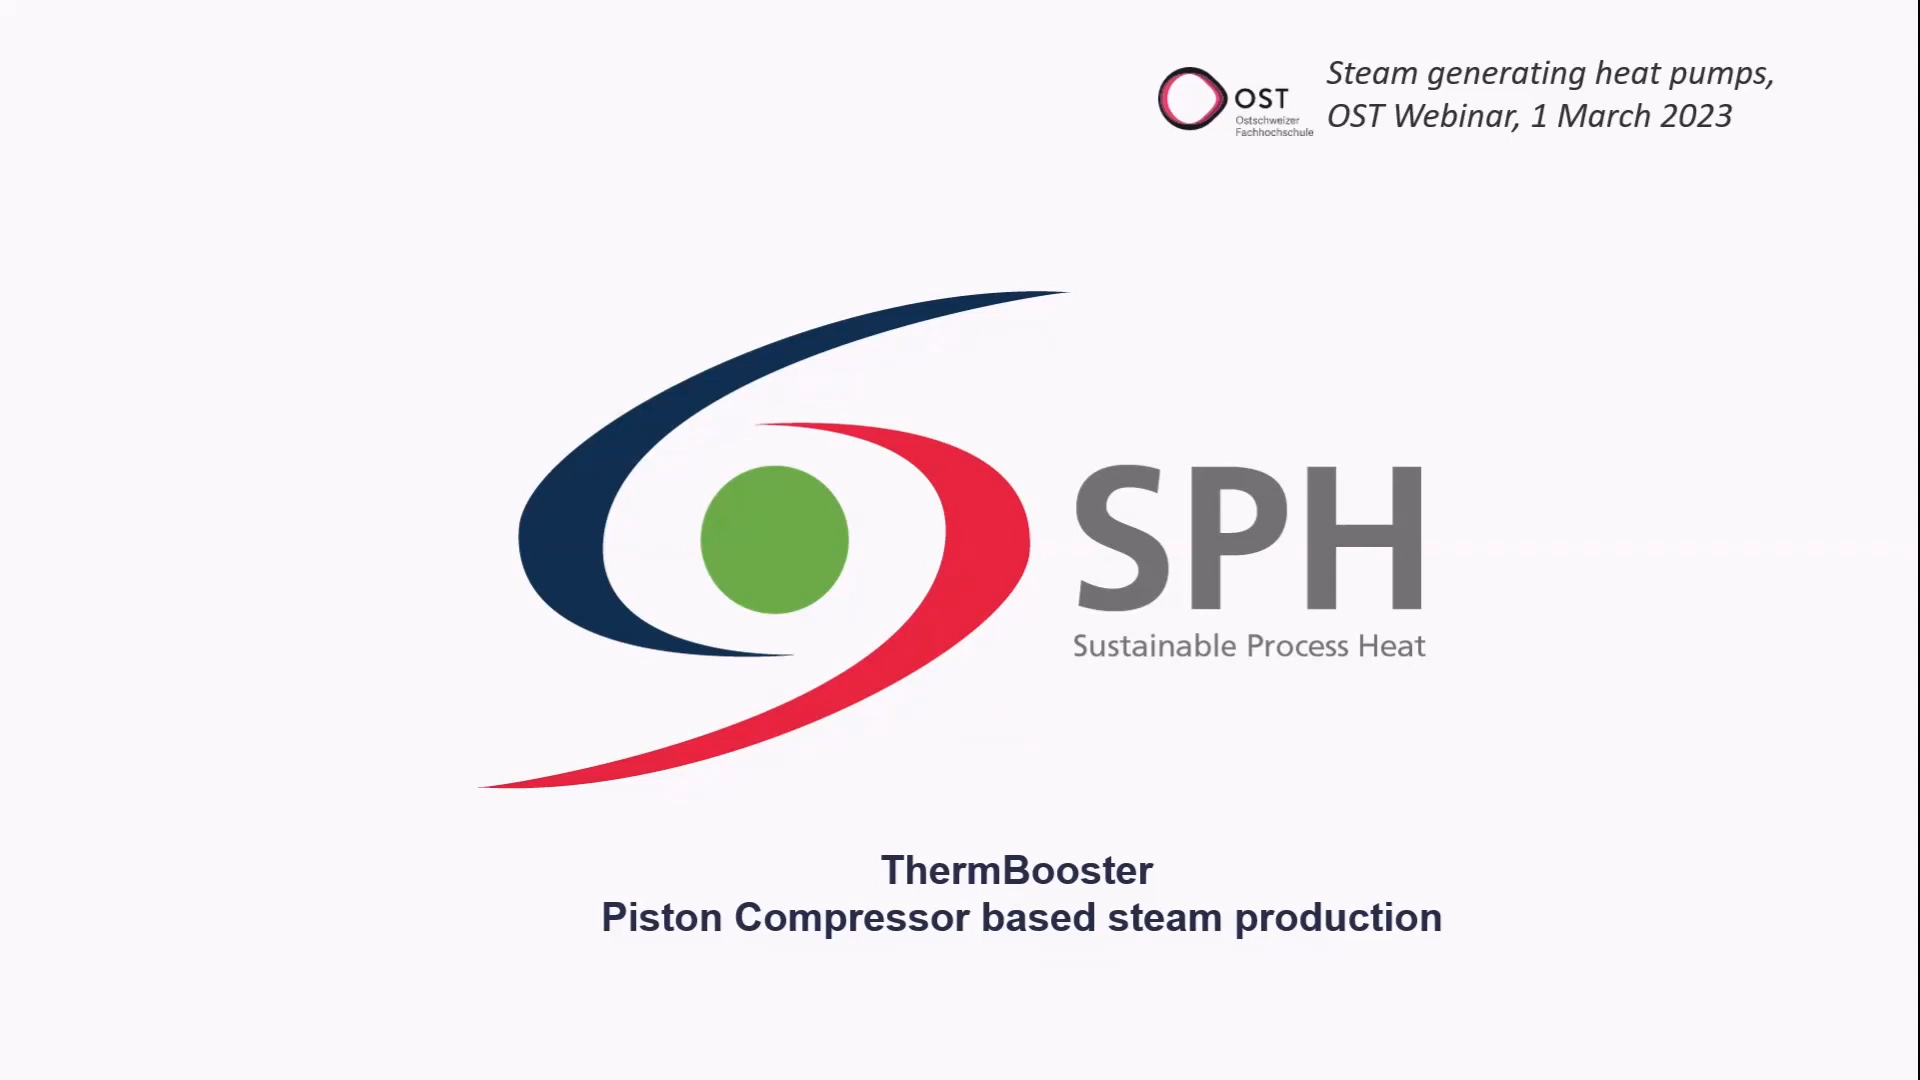 OST
Ostschweizer
Fachhochschule
Steam generating heat pumps,
OST Webinar, 1 March 2023
SPH
Sustainable Process Heat
ThermBooster
Piston Compressor based steam production